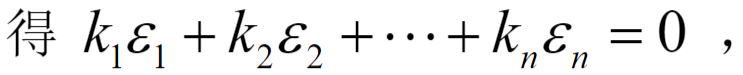 得 k₁ε₁ + k₂ε₂ + ⋯ + kₙεₙ = 0 ，